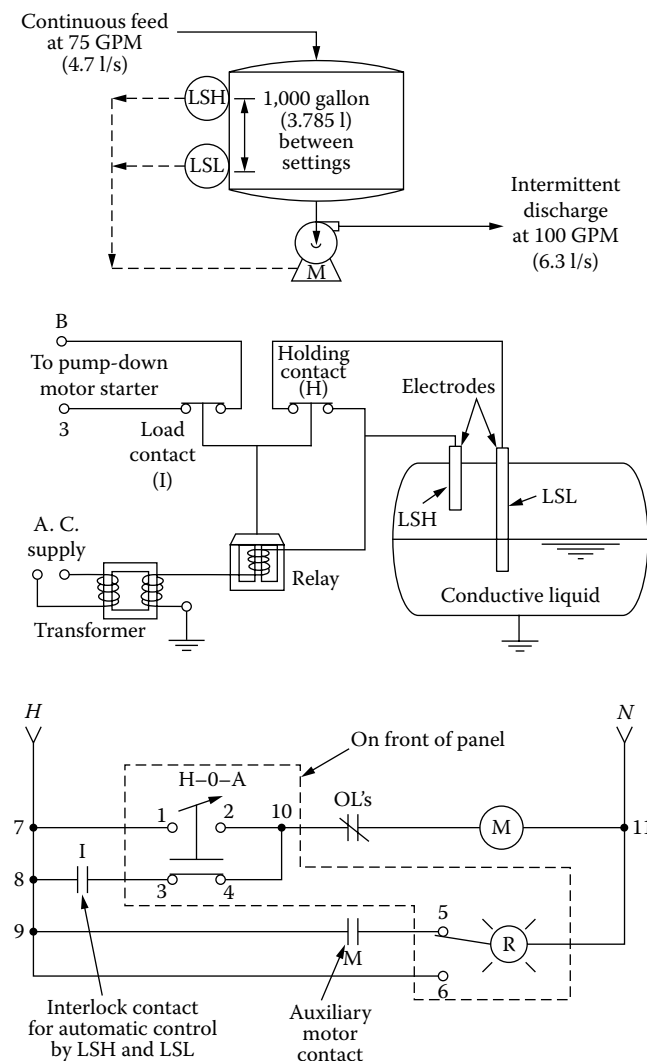 Continuous feed
at 75 GPM
(4.7 l/s)
LSH
1,000 gallon
(3.785 l)
between
settings
LSL
Intermittent
discharge
at 100 GPM
(6.3 l/s)
M
B
To pump-down
motor starter
3
Load
contact
(I)
Holding
contact
(H)
Electrodes
LSH
LSL
A. C.
supply
Relay
Transformer
Conductive liquid
H
N
On front of panel
H–0–A
OL's
7
1
2
10
M
11
I
8
3
4
9
5
M
R
6
Interlock contact
for automatic control
by LSH and LSL
Auxiliary
motor
contact